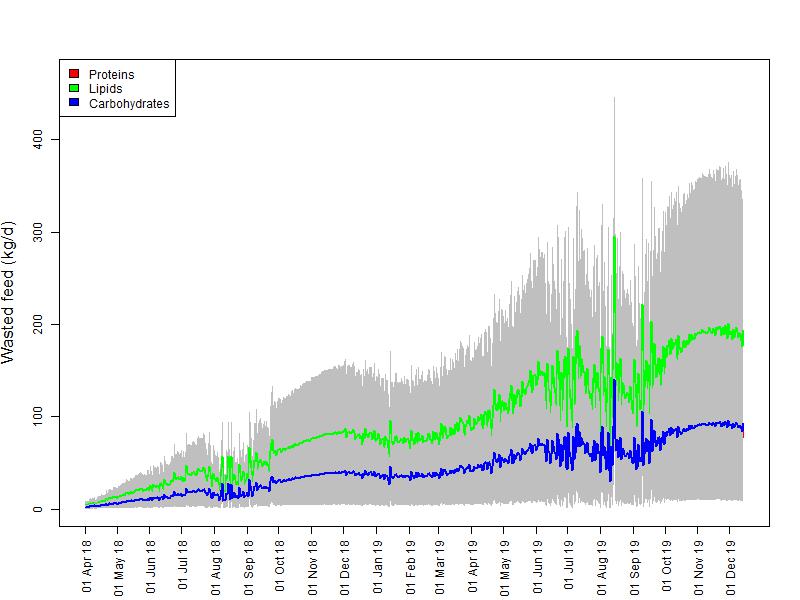 Proteins
Lipids
Carbohydrates
Wasted feed (kg/d)
400
300
200
100
0
01 Apr 18
01 May 18
01 Jun 18
01 Jul 18
01 Aug 18
01 Sep 18
01 Oct 18
01 Nov 18
01 Dec 18
01 Jan 19
01 Feb 19
01 Mar 19
01 Apr 19
01 May 19
01 Jun 19
01 Jul 19
01 Aug 19
01 Sep 19
01 Oct 19
01 Nov 19
01 Dec 19